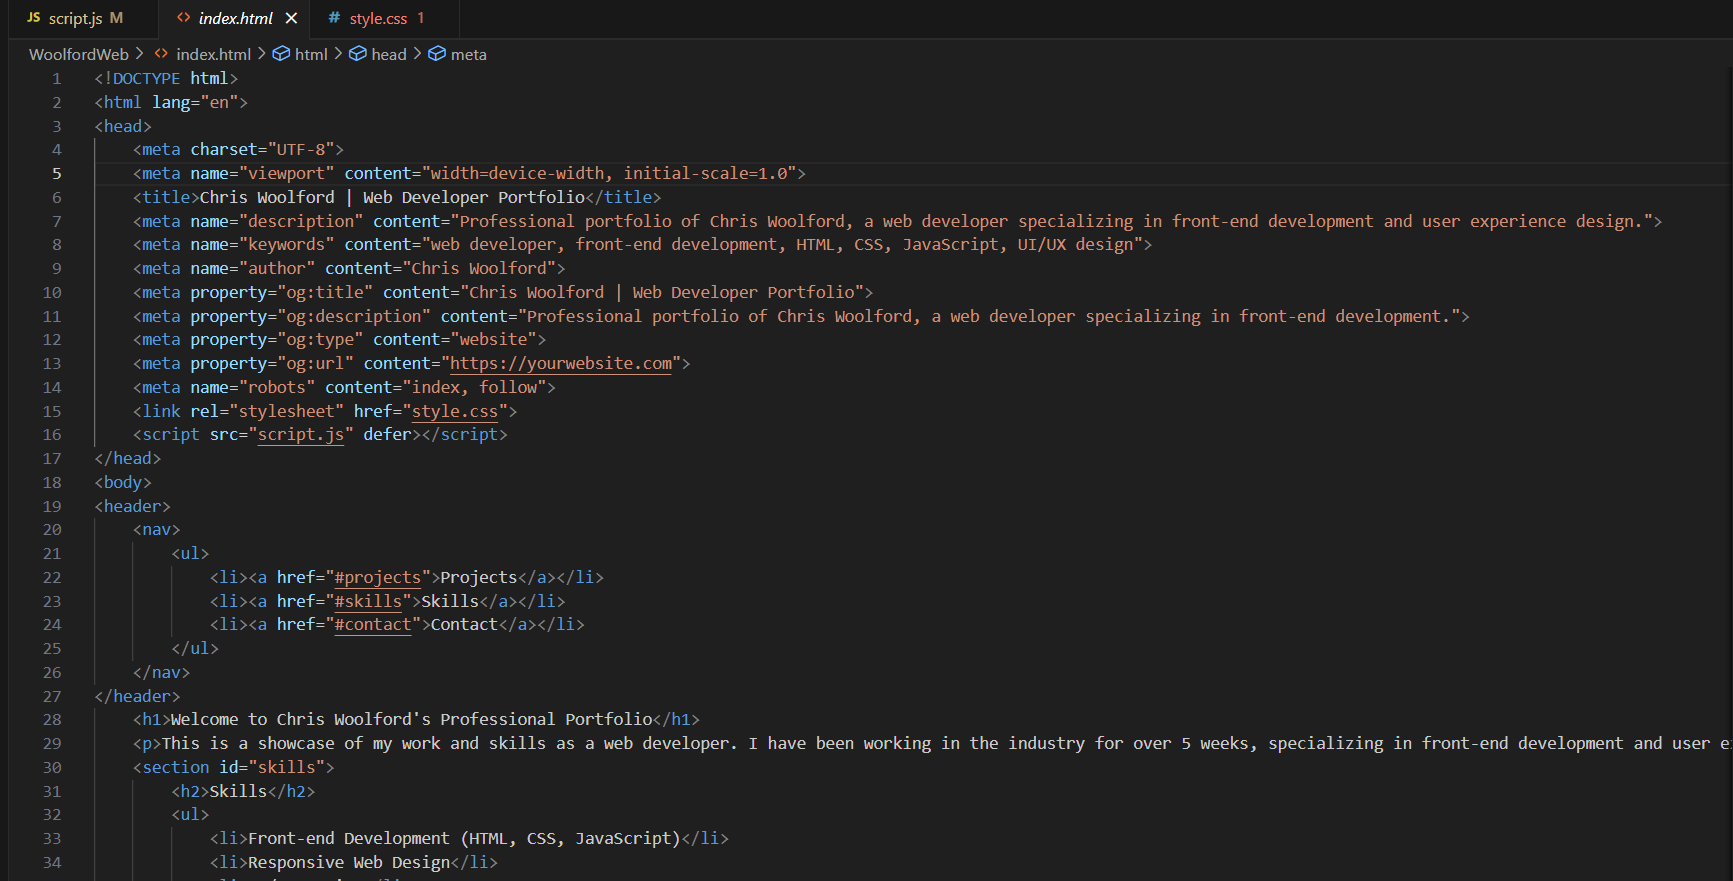 JS script.js M <> index.html # style.css 1
WoolfordWeb > <> index.html > html > head > meta
1 <!DOCTYPE html>
2 <html lang="en">
3 <head>
4 <meta charset="UTF-8">
5 <meta name="viewport" content="width=device-width, initial-scale=1.0">
6 <title>Chris Woolford | Web Developer Portfolio</title>
7 <meta name="description" content="Professional portfolio of Chris Woolford, a web developer specializing in front-end development and user experience design.">
8 <meta name="keywords" content="web developer, front-end development, HTML, CSS, JavaScript, UI/UX design">
9 <meta name="author" content="Chris Woolford">
10 <meta property="og:title" content="Chris Woolford | Web Developer Portfolio">
11 <meta property="og:description" content="Professional portfolio of Chris Woolford, a web developer specializing in front-end development.">
12 <meta property="og:type" content="website">
13 <meta property="og:url" content="https://yourwebsite.com">
14 <meta name="robots" content="index, follow">
15 <link rel="stylesheet" href="style.css">
16 <script src="script.js" defer></script>
17 </head>
18 <body>
19 <header>
20 <nav>
21 <ul>
22 <li><a href="#projects">Projects</a></li>
23 <li><a href="#skills">Skills</a></li>
24 <li><a href="#contact">Contact</a></li>
25 </ul>
26 </nav>
27 </header>
28 <h1>Welcome to Chris Woolford's Professional Portfolio</h1>
29 <p>This is a showcase of my work and skills as a web developer. I have been working in the industry for over 5 weeks, specializing in front-end development and user
30 <section id="skills">
31 <h2>Skills</h2>
32 <ul>
33 <li>Front-end Development (HTML, CSS, JavaScript)</li>
34 <li>Responsive Web Design</li>